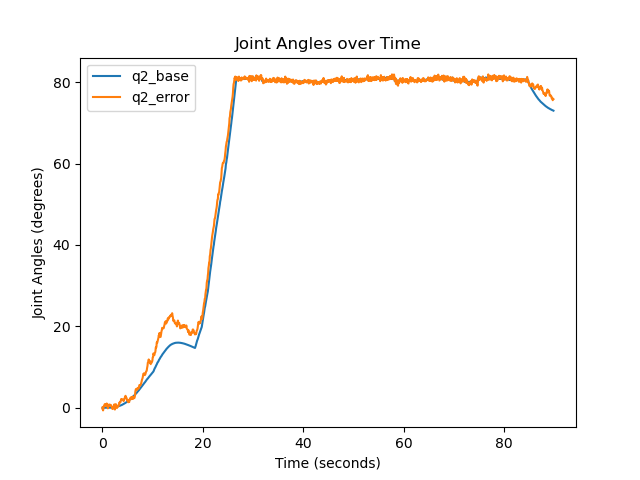 Joint Angles over Time
q2_base
q2_error
80
60
40
20
0
Joint Angles (degrees)
0 20 40 60 80
Time (seconds)